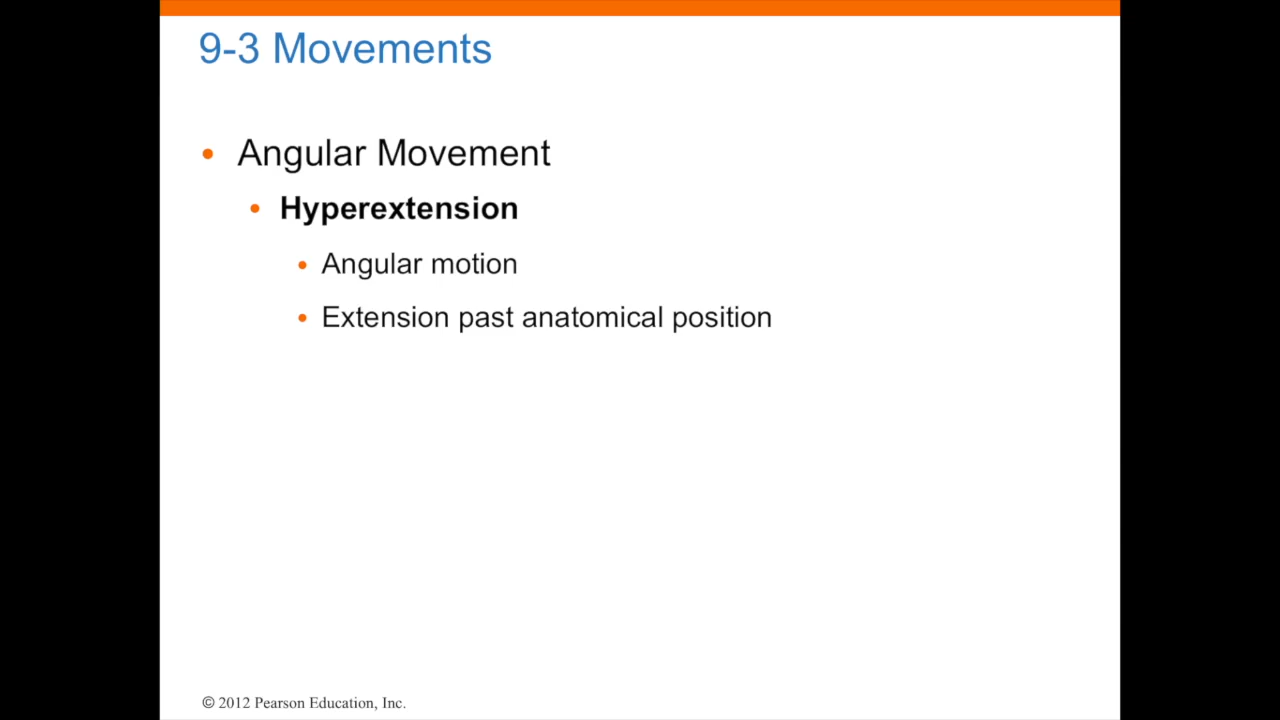 9-3 Movements
• Angular Movement
• Hyperextension
• Angular motion
• Extension past anatomical position
© 2012 Pearson Education, Inc.